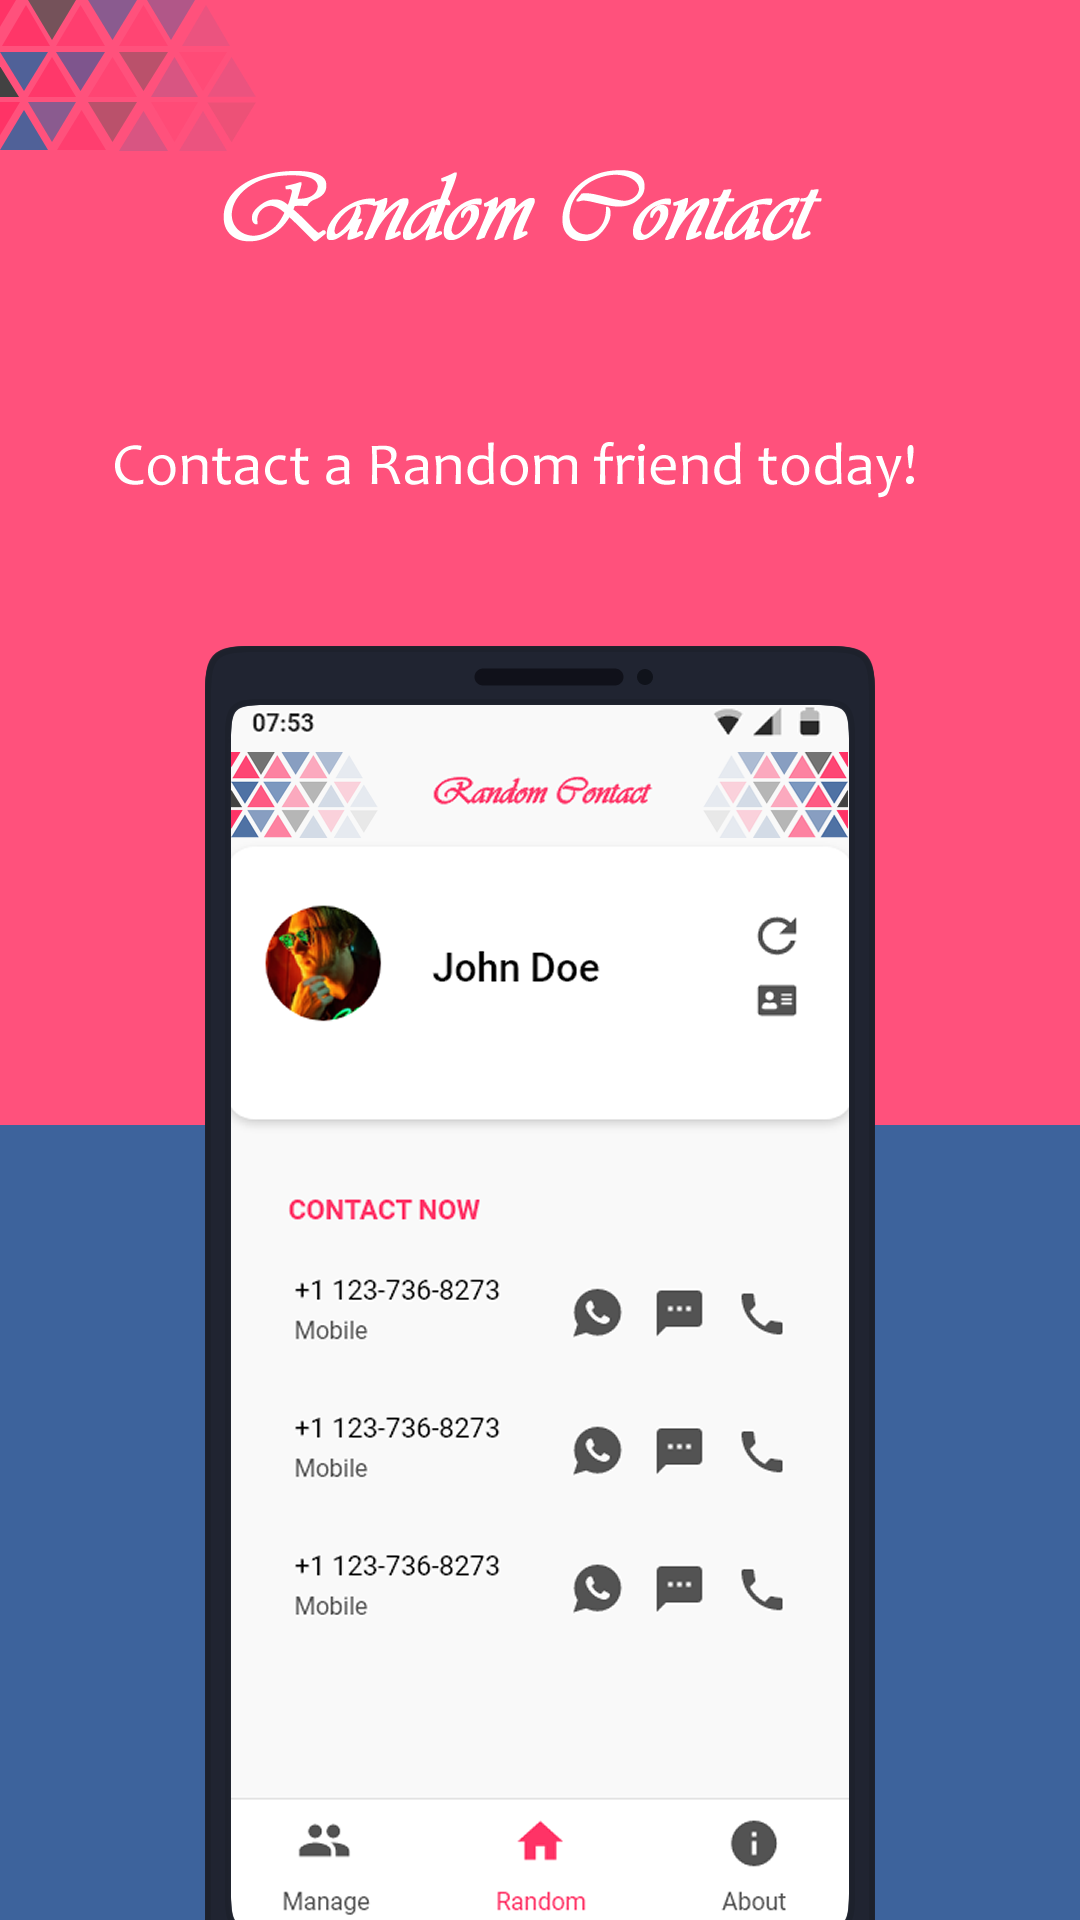 Random Contact
Contact a Random friend today!
07:53
Random Contact
John Doe
CONTACT NOW
+1 123-736-8273
Mobile
+1 123-736-8273
Mobile
+1 123-736-8273
Mobile
Manage
Random
About